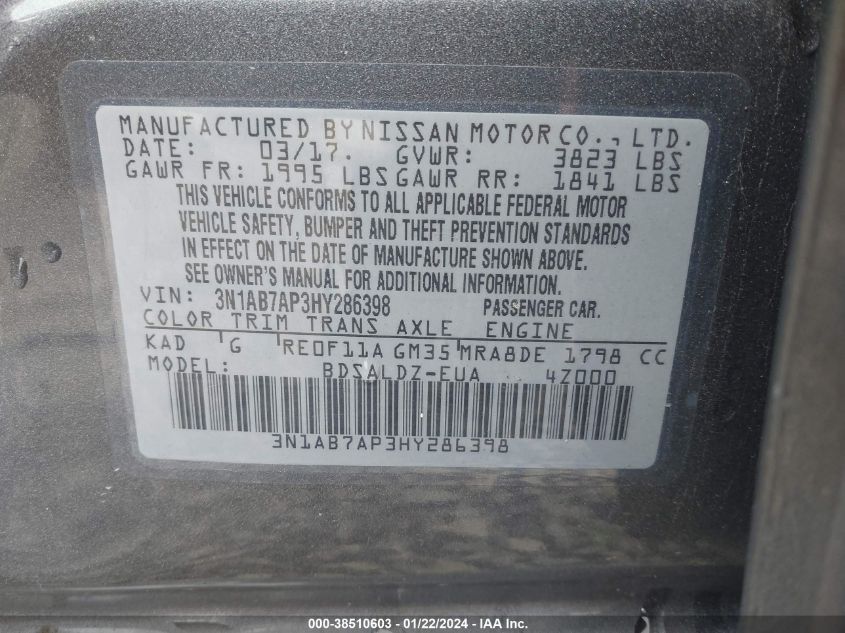 MANUFACTURED BY NISSAN MOTOR CO., LTD.
DATE: 03/17. GVWR: 3823 LBS
GAWR FR: 1995 LBS GAWR RR: 1841 LBS
THIS VEHICLE CONFORMS TO ALL APPLICABLE FEDERAL MOTOR
VEHICLE SAFETY, BUMPER AND THEFT PREVENTION STANDARDS
IN EFFECT ON THE DATE OF MANUFACTURE SHOWN ABOVE.
SEE OWNER'S MANUAL FOR ADDITIONAL INFORMATION.
VIN: 3N1AB7AP3HY286398 PASSENGER CAR.
COLOR TRIM TRANS AXLE ENGINE
KAD G RE0F11A GM35 MRA8DE 1798 CC
MODEL: BDSALDZ-EUA 4Z000
3N1AB7AP3HY286398
000-38510603 - 01/22/2024 - IAA Inc.